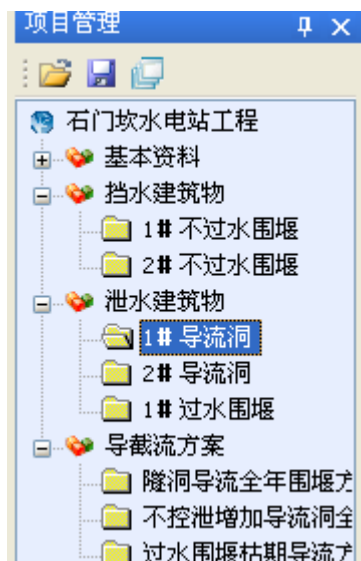 项目管理
石门坎水电站工程
基本资料
挡水建筑物
1# 不过水围堰
2# 不过水围堰
泄水建筑物
1# 导流洞
2# 导流洞
1# 过水围堰
导截流方案
隧洞导流全年围堰方
不控泄增加导流洞全
过水围堰枯期导流方